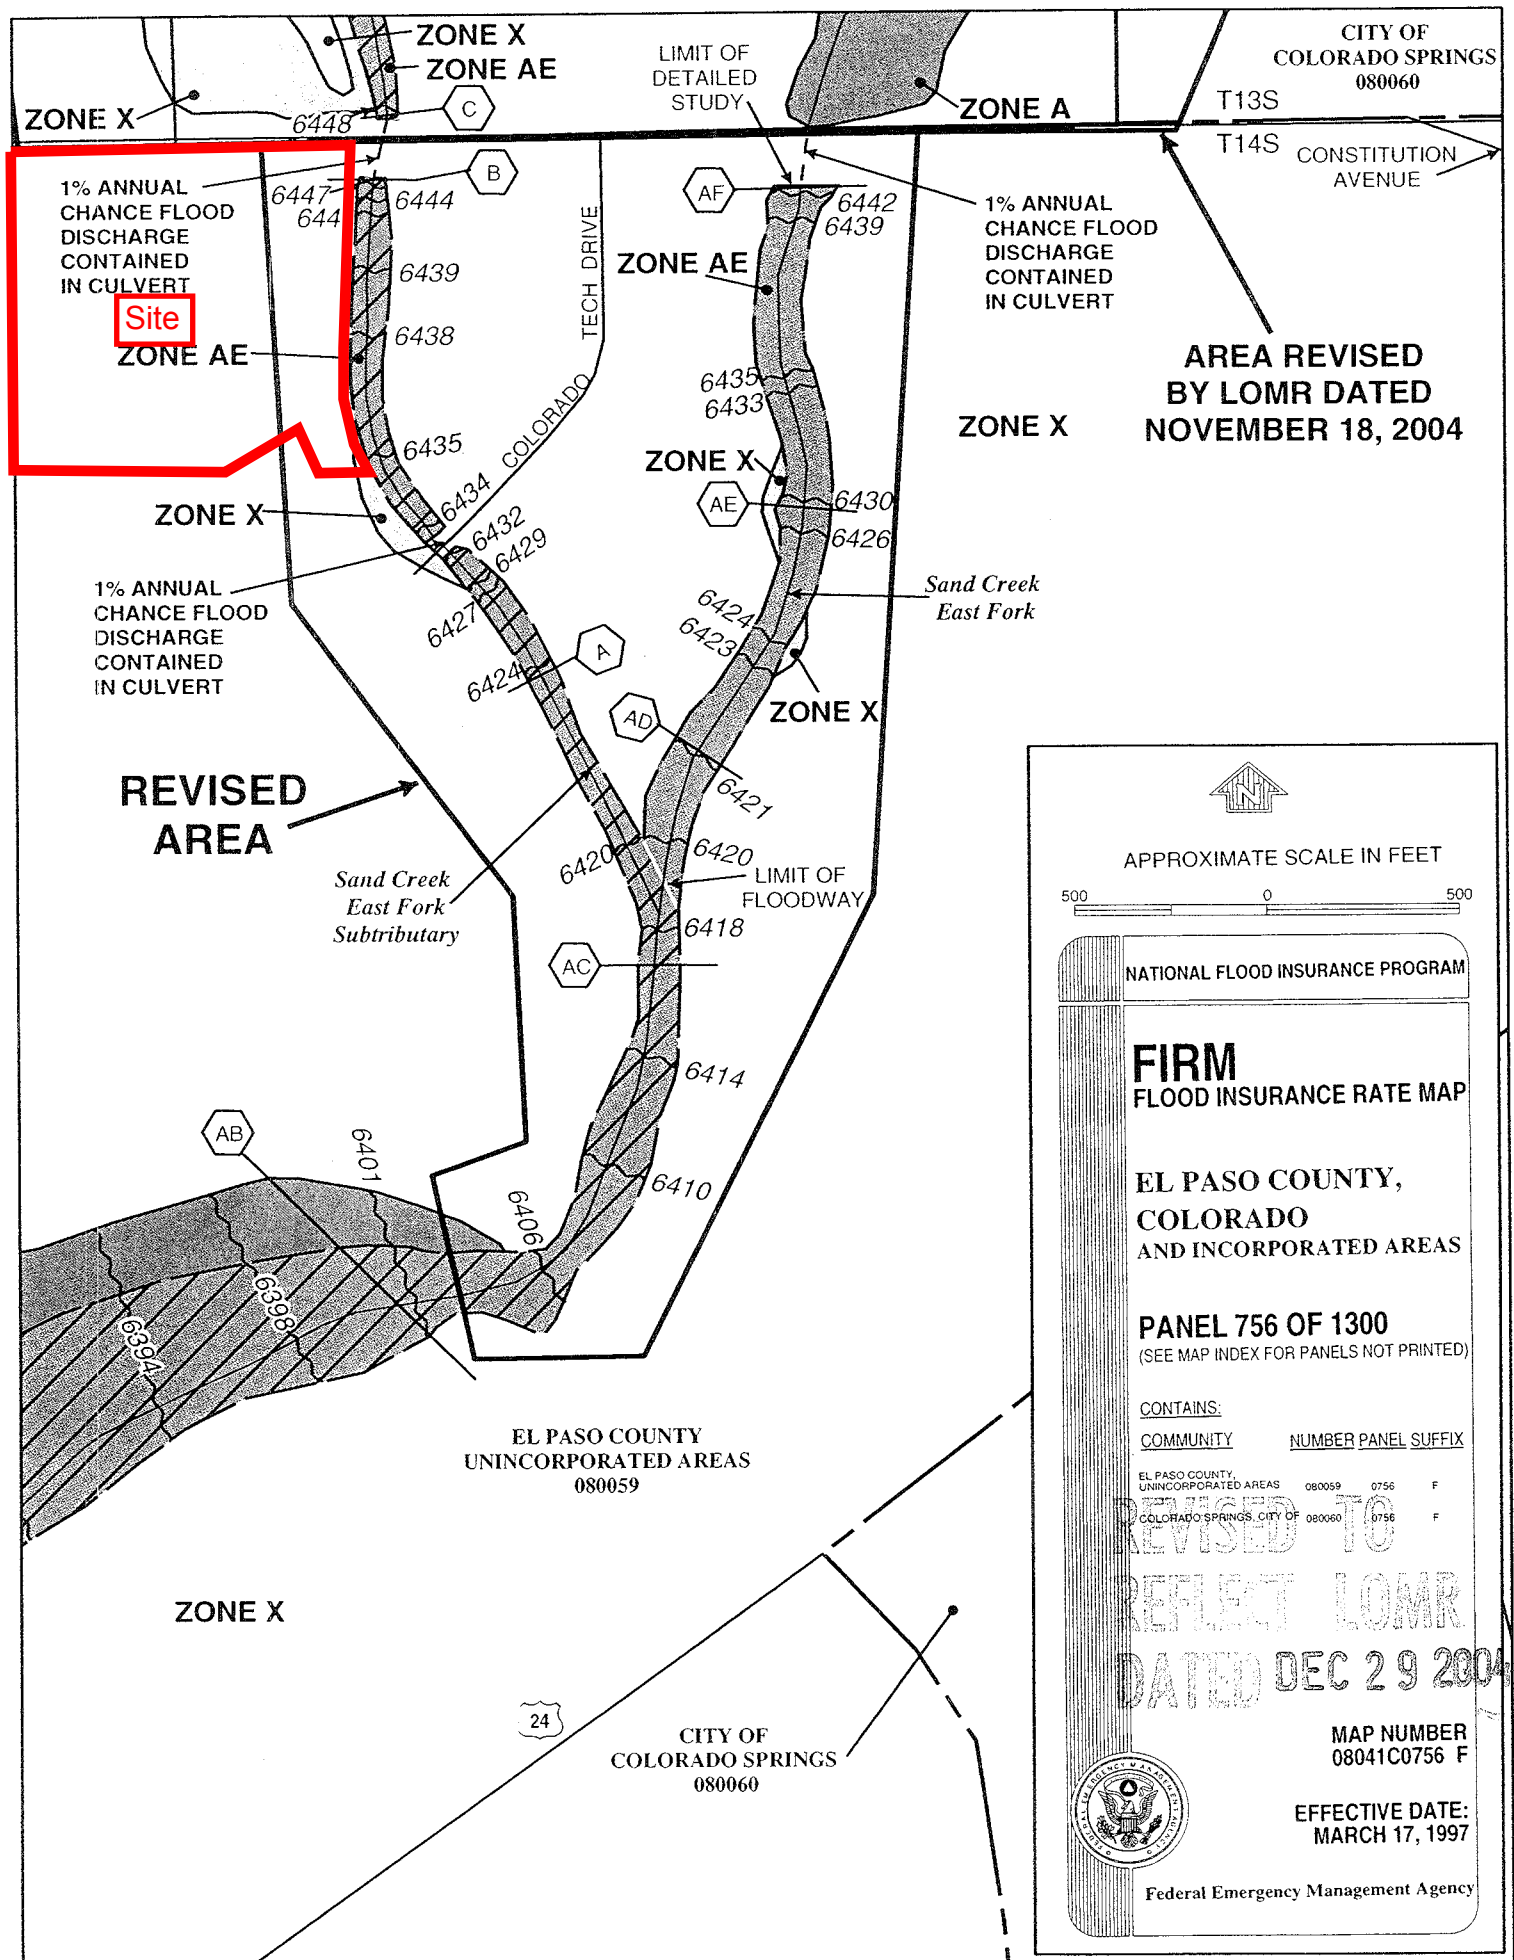 ZONE X
ZONE AE
ZONE X
6448
C
LIMIT OF
DETAILED
STUDY
ZONE A
CITY OF
COLORADO SPRINGS
080060
T13S
T14S
CONSTITUTION
AVENUE
1% ANNUAL
CHANCE FLOOD
DISCHARGE
CONTAINED
IN CULVERT
Site
ZONE AE
B
6447
6444
644
6439
6438
6435
6434
TECH DRIVE
COLORADO
AF
6442
6439
1% ANNUAL
CHANCE FLOOD
DISCHARGE
CONTAINED
IN CULVERT
ZONE AE
AREA REVISED
BY LOMR DATED
NOVEMBER 18, 2004
6435
6433
ZONE X
ZONE X
AE
6430
6426
ZONE X
6432
6429
1% ANNUAL
CHANCE FLOOD
DISCHARGE
CONTAINED
IN CULVERT
6427
6424
A
Sand Creek
East Fork
6424
6423
ZONE X
AD
6421
REVISED
AREA
Sand Creek
East Fork
Subtributary
6420
6420
LIMIT OF
FLOODWAY
6418
AC
6414
6410
AB
6401
6406
6398
6394
EL PASO COUNTY
UNINCORPORATED AREAS
080059
ZONE X
24
CITY OF
COLORADO SPRINGS
080060
N
APPROXIMATE SCALE IN FEET
500 0 500
NATIONAL FLOOD INSURANCE PROGRAM
FIRM
FLOOD INSURANCE RATE MAP
EL PASO COUNTY,
COLORADO
AND INCORPORATED AREAS
PANEL 756 OF 1300
(SEE MAP INDEX FOR PANELS NOT PRINTED)
CONTAINS:
COMMUNITY NUMBER PANEL SUFFIX
EL PASO COUNTY,
UNINCORPORATED AREAS 080059 0756 F
COLORADO SPRINGS, CITY OF 080060 0756 F
REVISED TO
REFLECT LOMR
DATED DEC 29 2004
MAP NUMBER
08041C0756 F
EFFECTIVE DATE:
MARCH 17, 1997
FEDERAL EMERGENCY MANAGEMENT AGENCY
Federal Emergency Management Agency